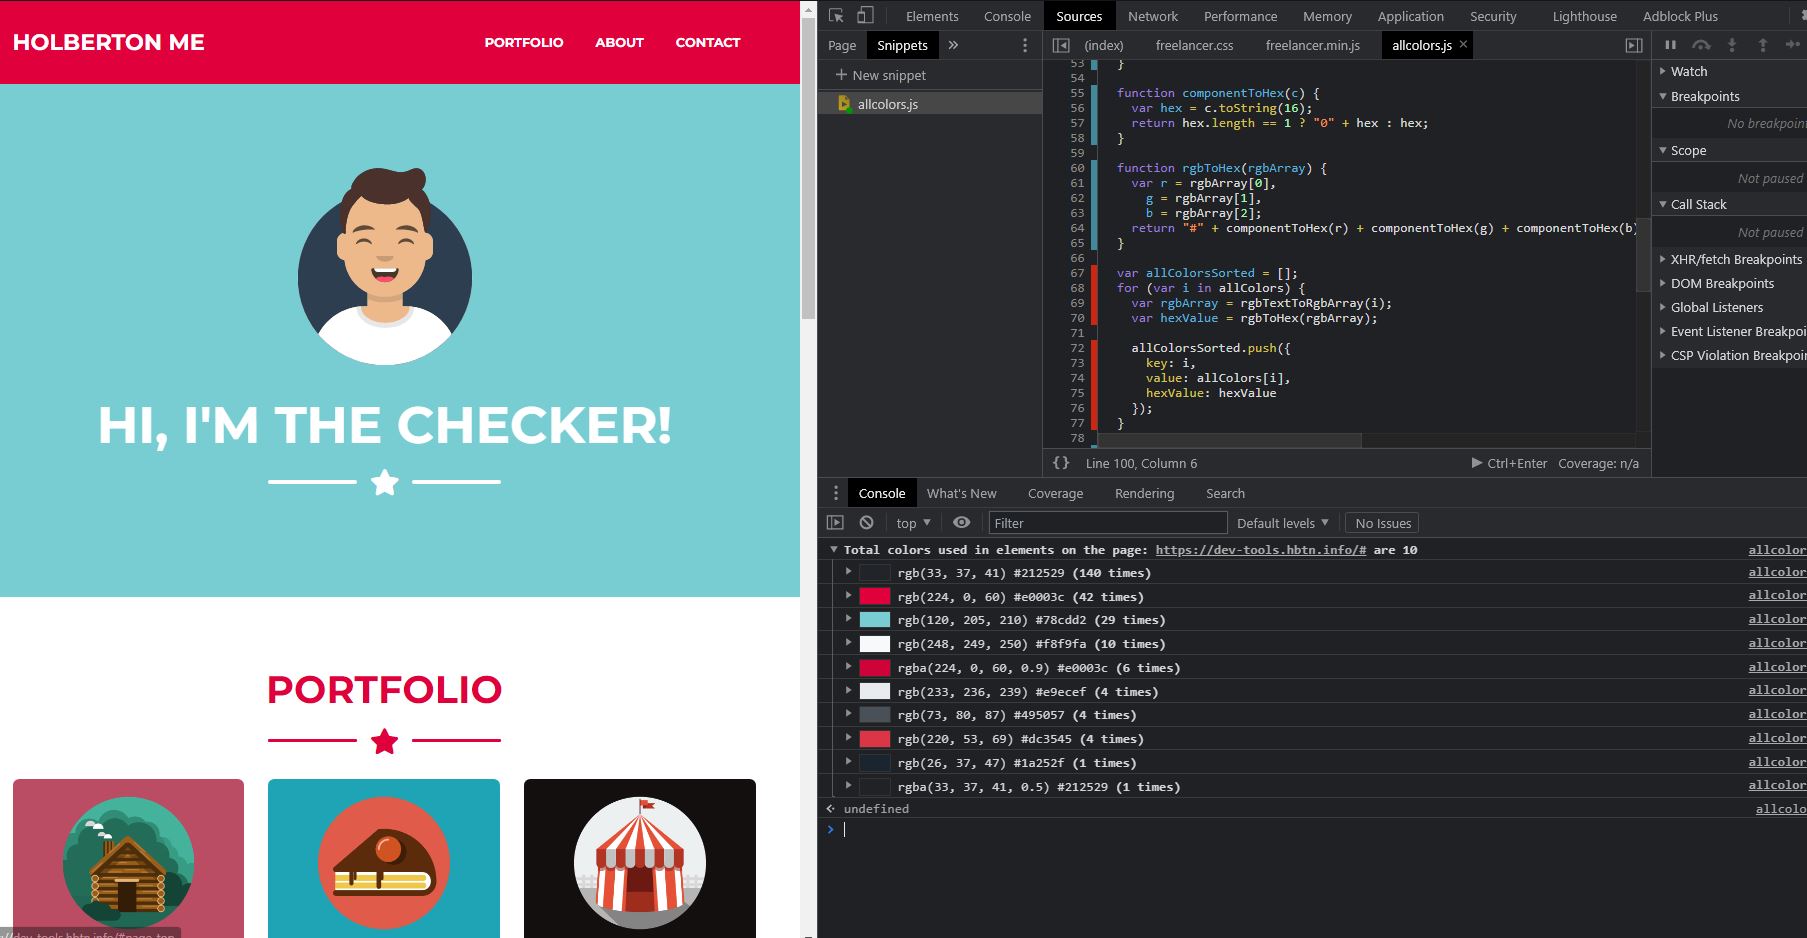 HOLBERTON ME
PORTFOLIO ABOUT CONTACT
HI, I'M THE CHECKER!
PORTFOLIO
Elements Console Sources Network Performance Memory Application Security Lighthouse Adblock Plus
Page Snippets »
+ New snippet
allcolors.js
(index) freelancer.css freelancer.min.js allcolors.js ×
53 }
54
55 function componentToHex(c) {
56 var hex = c.toString(16);
57 return hex.length == 1 ? "0" + hex : hex;
58 }
59
60 function rgbToHex(rgbArray) {
61 var r = rgbArray[0],
62 g = rgbArray[1],
63 b = rgbArray[2];
64 return "#" + componentToHex(r) + componentToHex(g) + componentToHex(b)
65 }
66
67 var allColorsSorted = [];
68 for (var i in allColors) {
69 var rgbArray = rgbTextToRgbArray(i);
70 var hexValue = rgbToHex(rgbArray);
71
72 allColorsSorted.push({
73 key: i,
74 value: allColors[i],
75 hexValue: hexValue
76 });
77 }
78
{} Line 100, Column 6 Ctrl+Enter Coverage: n/a
Watch
Breakpoints
No breakpoin
Scope
Not paused
Call Stack
Not paused
XHR/fetch Breakpoints
DOM Breakpoints
Global Listeners
Event Listener Breakpoi
CSP Violation Breakpoin
Console What's New Coverage Rendering Search
top Filter Default levels No Issues
Total colors used in elements on the page: https://dev-tools.hbtn.info/# are 10 allcolor
rgb(33, 37, 41) #212529 (140 times) allcolor
rgb(224, 0, 60) #e0003c (42 times) allcolor
rgb(120, 205, 210) #78cdd2 (29 times) allcolor
rgb(248, 249, 250) #f8f9fa (10 times) allcolor
rgba(224, 0, 60, 0.9) #e0003c (6 times) allcolor
rgb(233, 236, 239) #e9ecef (4 times) allcolor
rgb(73, 80, 87) #495057 (4 times) allcolor
rgb(220, 53, 69) #dc3545 (4 times) allcolor
rgb(26, 37, 47) #1a252f (1 times) allcolor
rgba(33, 37, 41, 0.5) #212529 (1 times) allcolor
undefined allcolo